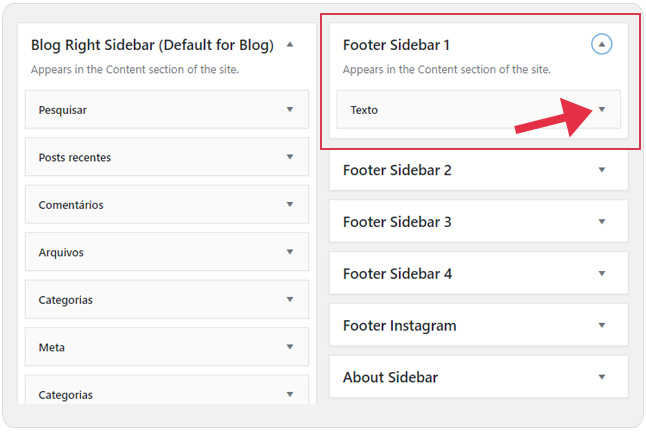 Blog Right Sidebar (Default for Blog)
Appears in the Content section of the site.
Pesquisar
Posts recentes
Comentários
Arquivos
Categorias
Meta
Categorias
Footer Sidebar 1
Appears in the Content section of the site.
Texto
Footer Sidebar 2
Footer Sidebar 3
Footer Sidebar 4
Footer Instagram
About Sidebar